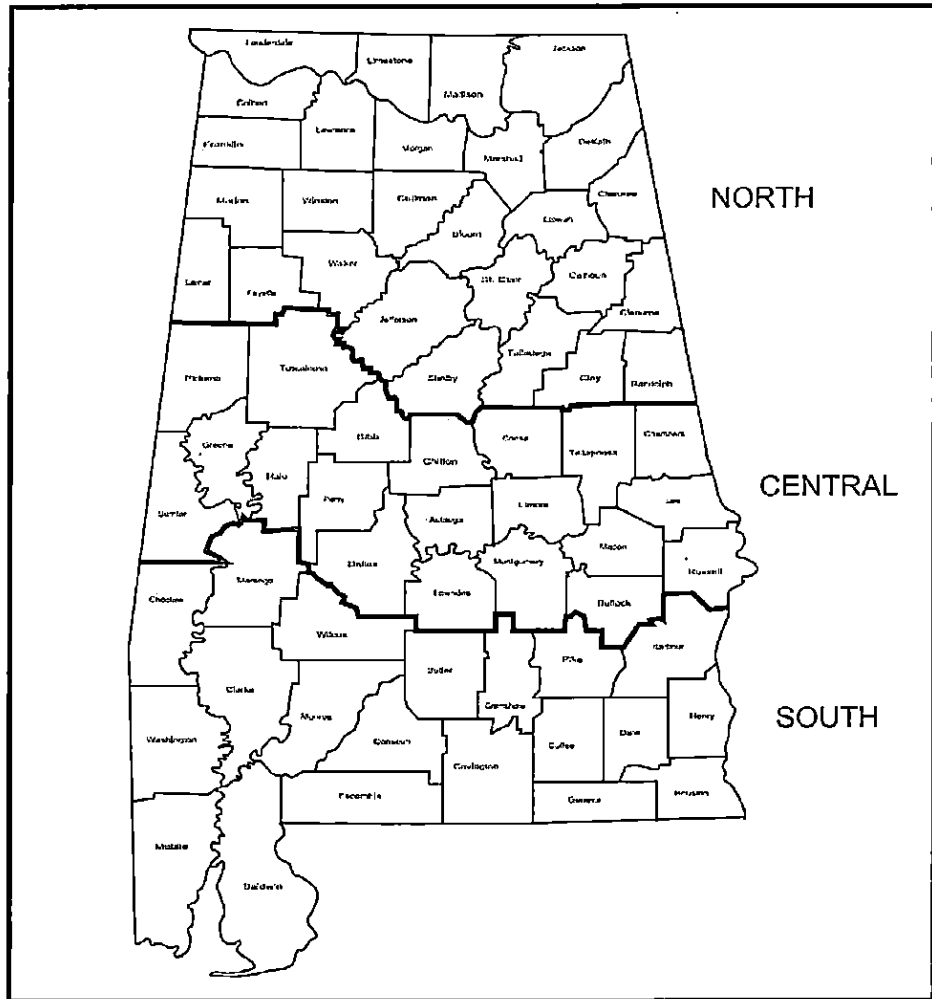 Lauderdale
Limestone
Madison
Jackson
Colbert
Lawrence
Franklin
Morgan
Marshall
DeKalb
Cherokee
NORTH
Marion
Winston
Cullman
Blount
Etowah
Walker
St. Clair
Calhoun
Lamar
Fayette
Jefferson
Cleburne
Talladega
Pickens
Tuscaloosa
Shelby
Clay
Randolph
Greene
Bibb
Chilton
Coosa
Tallapoosa
Chambers
Hale
Perry
CENTRAL
Sumter
Autauga
Elmore
Lee
Dallas
Macon
Montgomery
Russell
Marengo
Lowndes
Bullock
Choctaw
Wilcox
Butler
Pike
Barbour
Clarke
Monroe
Crenshaw
Henry
SOUTH
Washington
Conecuh
Coffee
Dale
Covington
Escambia
Geneva
Houston
Mobile
Baldwin